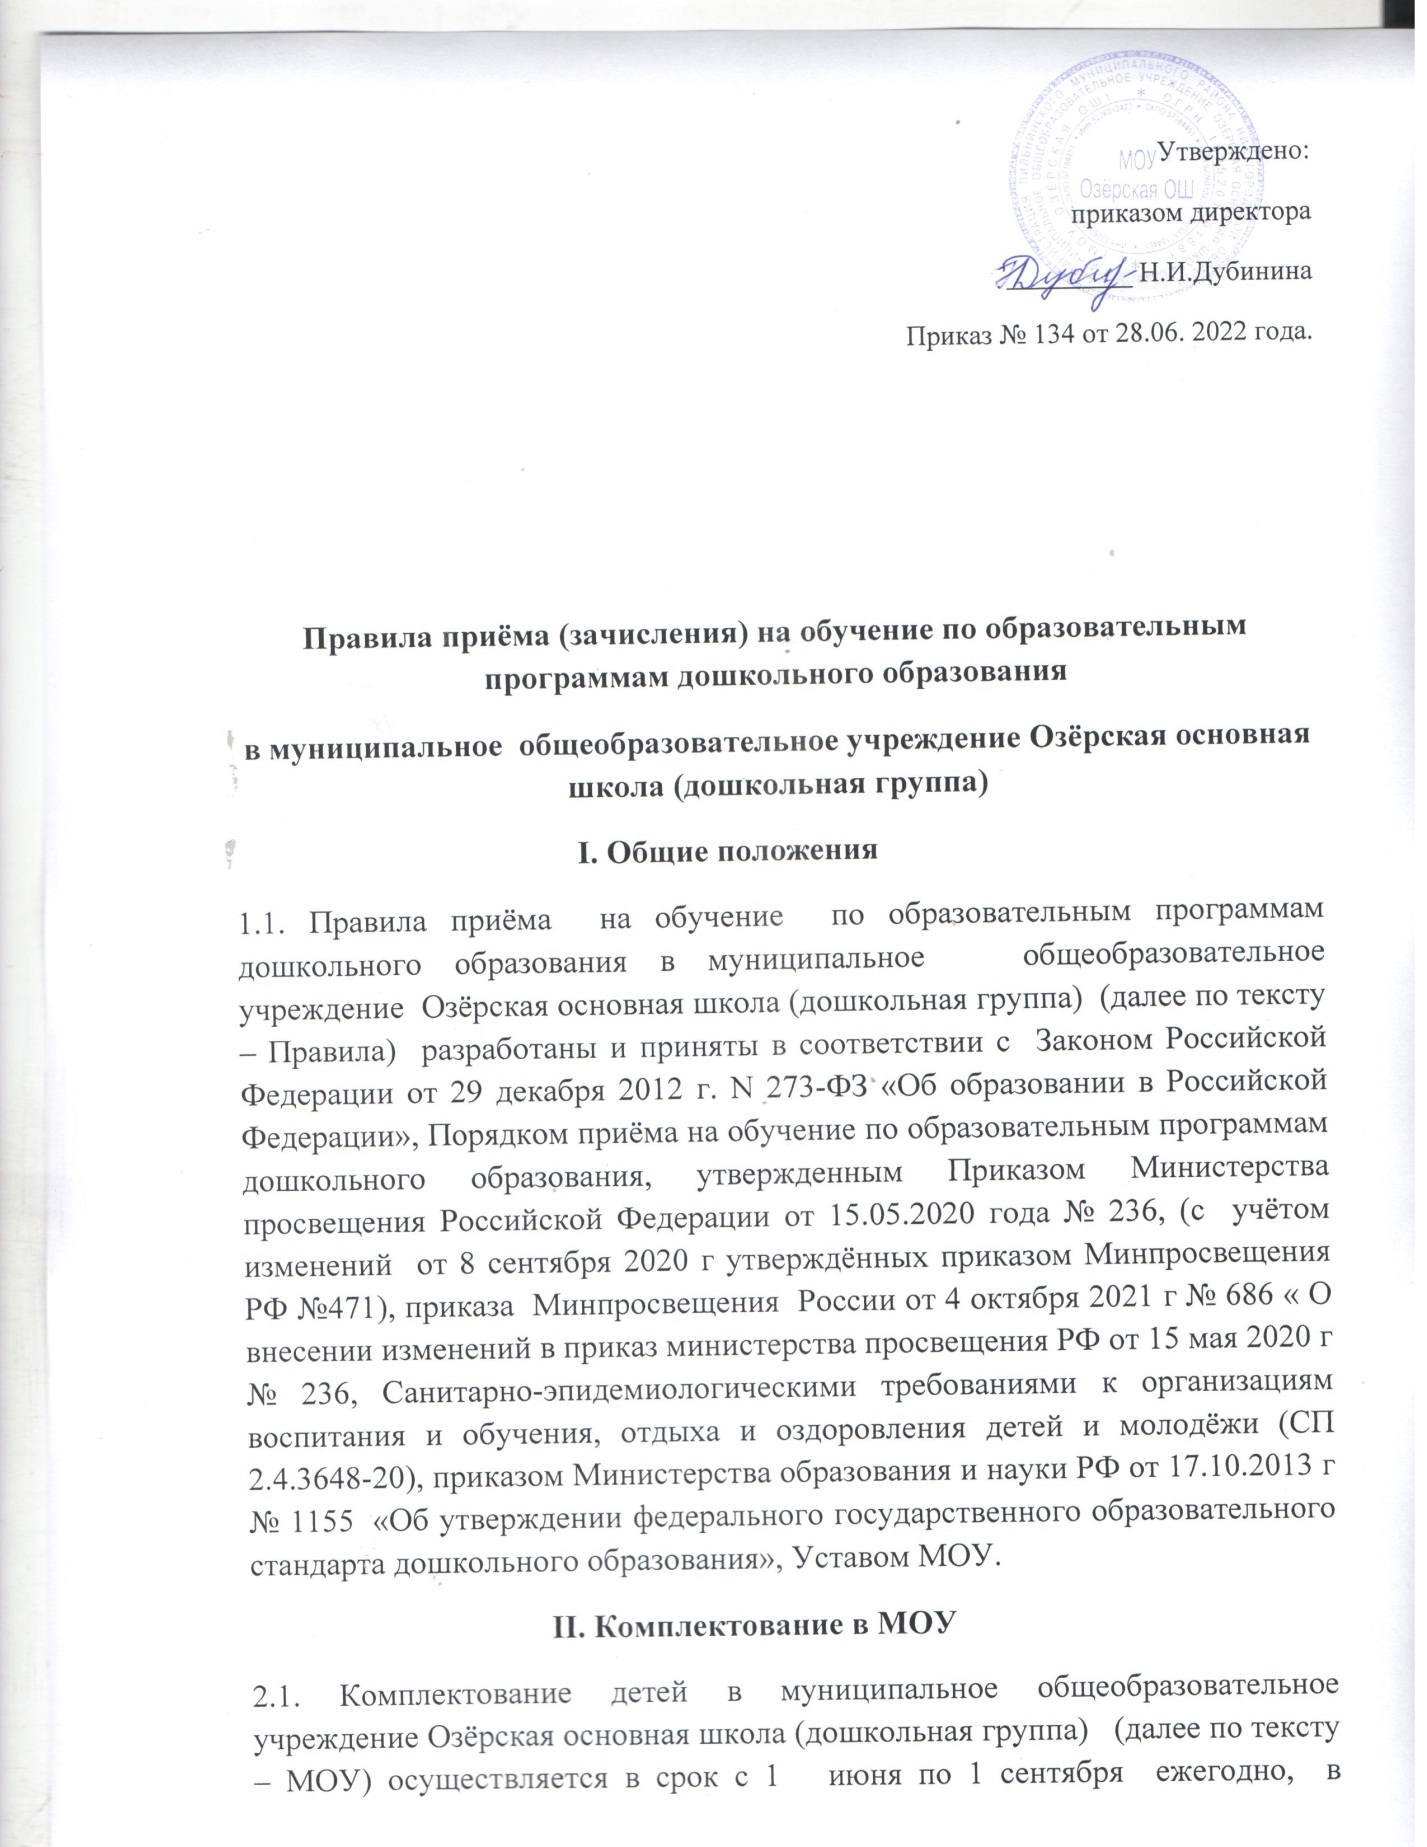 МОУ
Озёрская ОШ
Утверждено:
приказом директора
Н.И.Дубинина
Приказ № 134 от 28.06. 2022 года.
Правила приёма (зачисления) на обучение по образовательным
программам дошкольного образования
в муниципальное общеобразовательное учреждение Озёрская основная
школа (дошкольная группа)
I. Общие положения
1.1. Правила приёма на обучение по образовательным программам
дошкольного образования в муниципальное общеобразовательное
учреждение Озёрская основная школа (дошкольная группа) (далее по тексту
– Правила) разработаны и приняты в соответствии с Законом Российской
Федерации от 29 декабря 2012 г. N 273-ФЗ «Об образовании в Российской
Федерации», Порядком приёма на обучение по образовательным программам
дошкольного образования, утвержденным Приказом Министерства
просвещения Российской Федерации от 15.05.2020 года № 236, (с учётом
изменений от 8 сентября 2020 г утверждённых приказом Минпросвещения
РФ №471), приказа Минпросвещения России от 4 октября 2021 г № 686 « О
внесении изменений в приказ министерства просвещения РФ от 15 мая 2020 г
№ 236, Санитарно-эпидемиологическими требованиями к организациям
воспитания и обучения, отдыха и оздоровления детей и молодёжи (СП
2.4.3648-20), приказом Министерства образования и науки РФ от 17.10.2013 г
№ 1155 «Об утверждении федерального государственного образовательного
стандарта дошкольного образования», Уставом МОУ.
II. Комплектование в МОУ
2.1. Комплектование детей в муниципальное общеобразовательное
учреждение Озёрская основная школа (дошкольная группа) (далее по тексту
– МОУ) осуществляется в срок с 1 июня по 1 сентября ежегодно, в